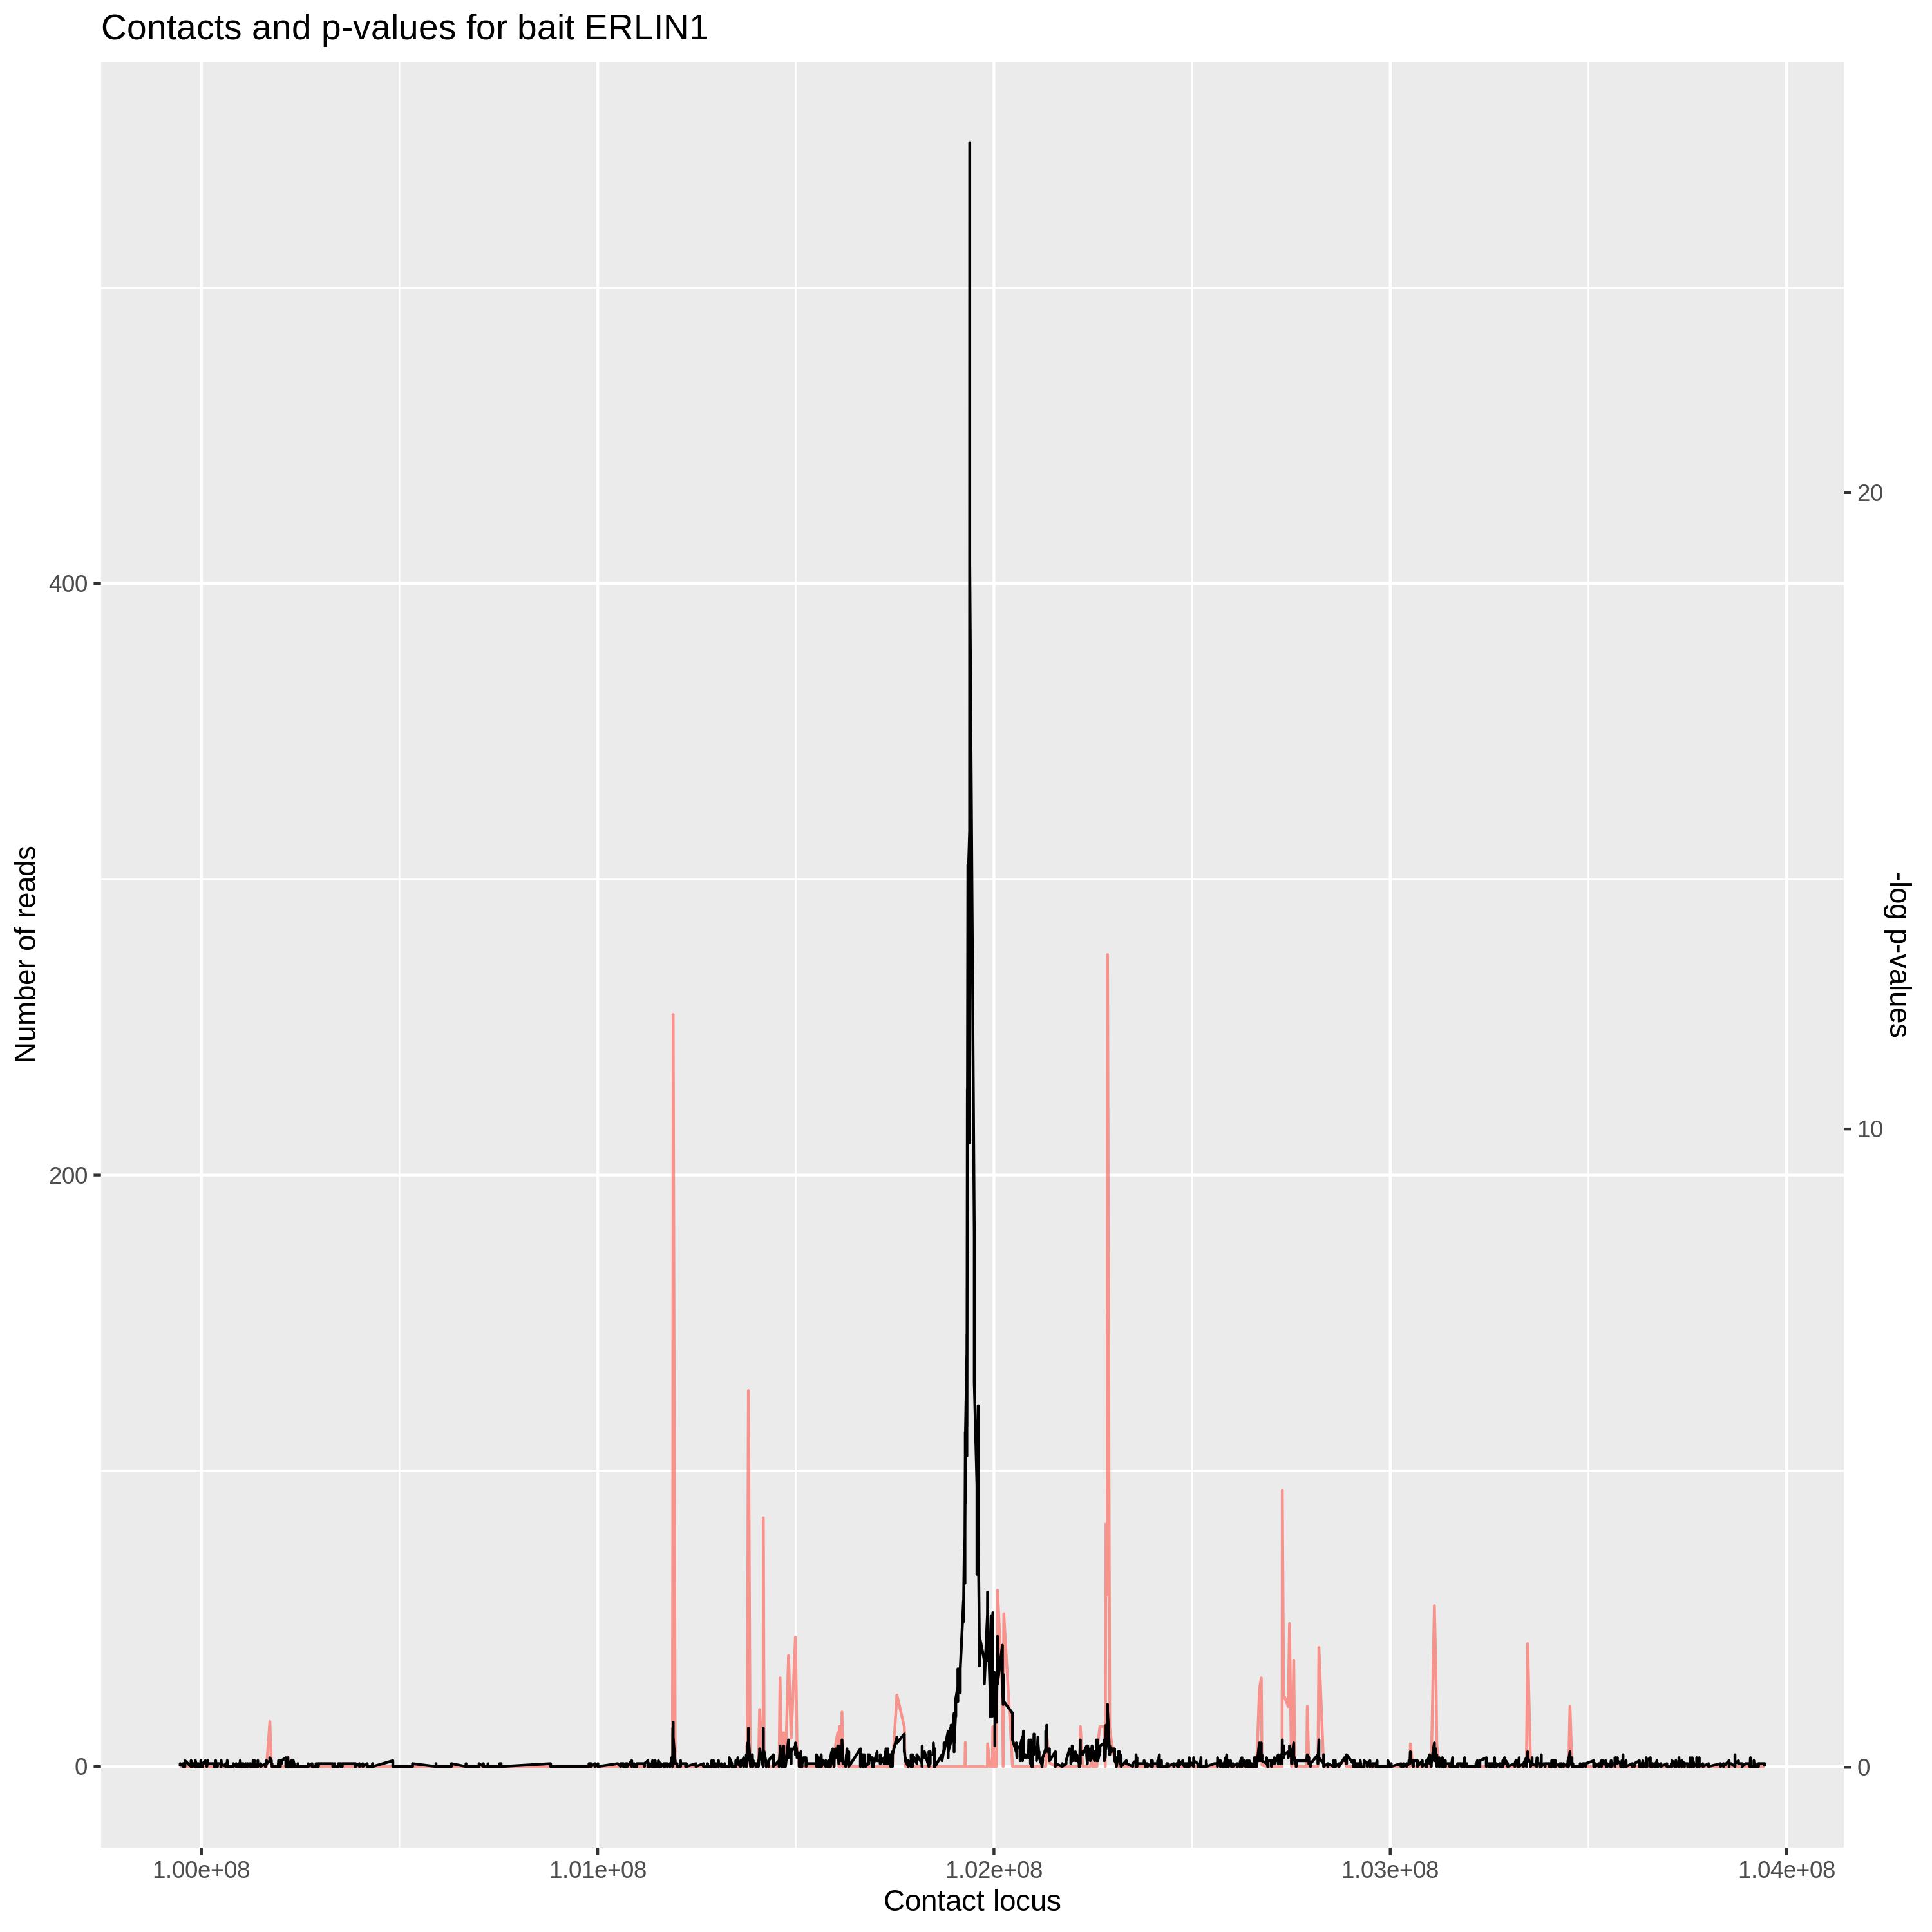 Contacts and p-values for bait ERLIN1
Number of reads
400
200
0
20
10
0
-log p-values
1.00e+08
1.01e+08
1.02e+08
1.03e+08
1.04e+08
Contact locus